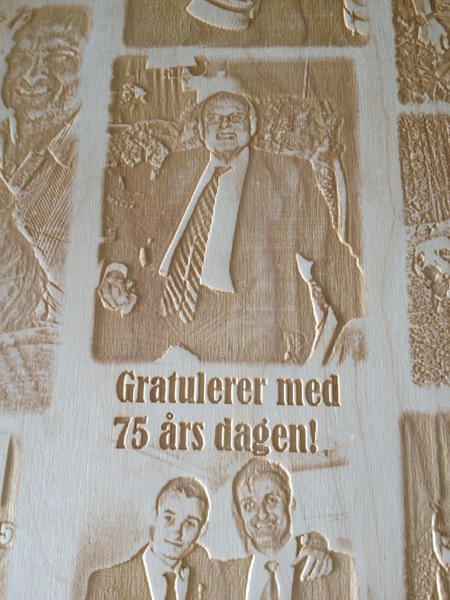 Gratulerer med
75 års dagen!